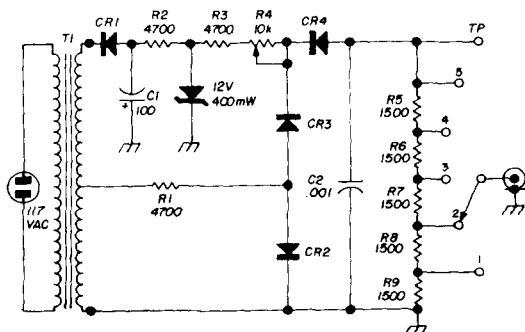 T1
CR1
R2
4700
R3
4700
R4
10k
CR4
TP
C1
+
100
12V
400mW
CR3
R5
1500
5
R6
1500
4
R7
1500
3
R8
1500
2
R9
1500
1
117
VAC
R1
4700
C2
.001
CR2